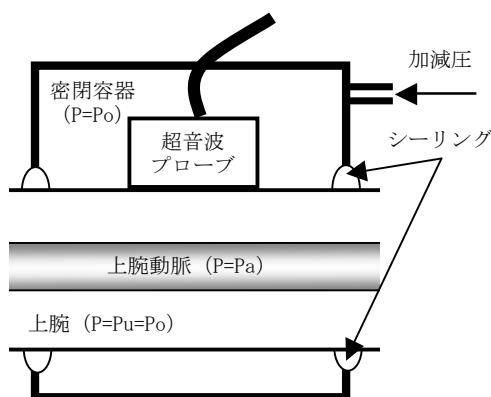 加減圧
密閉容器
(P=Po)
超音波
プローブ
シーリング
上腕動脈 (P=Pa)
上腕 (P=Pu=Po)